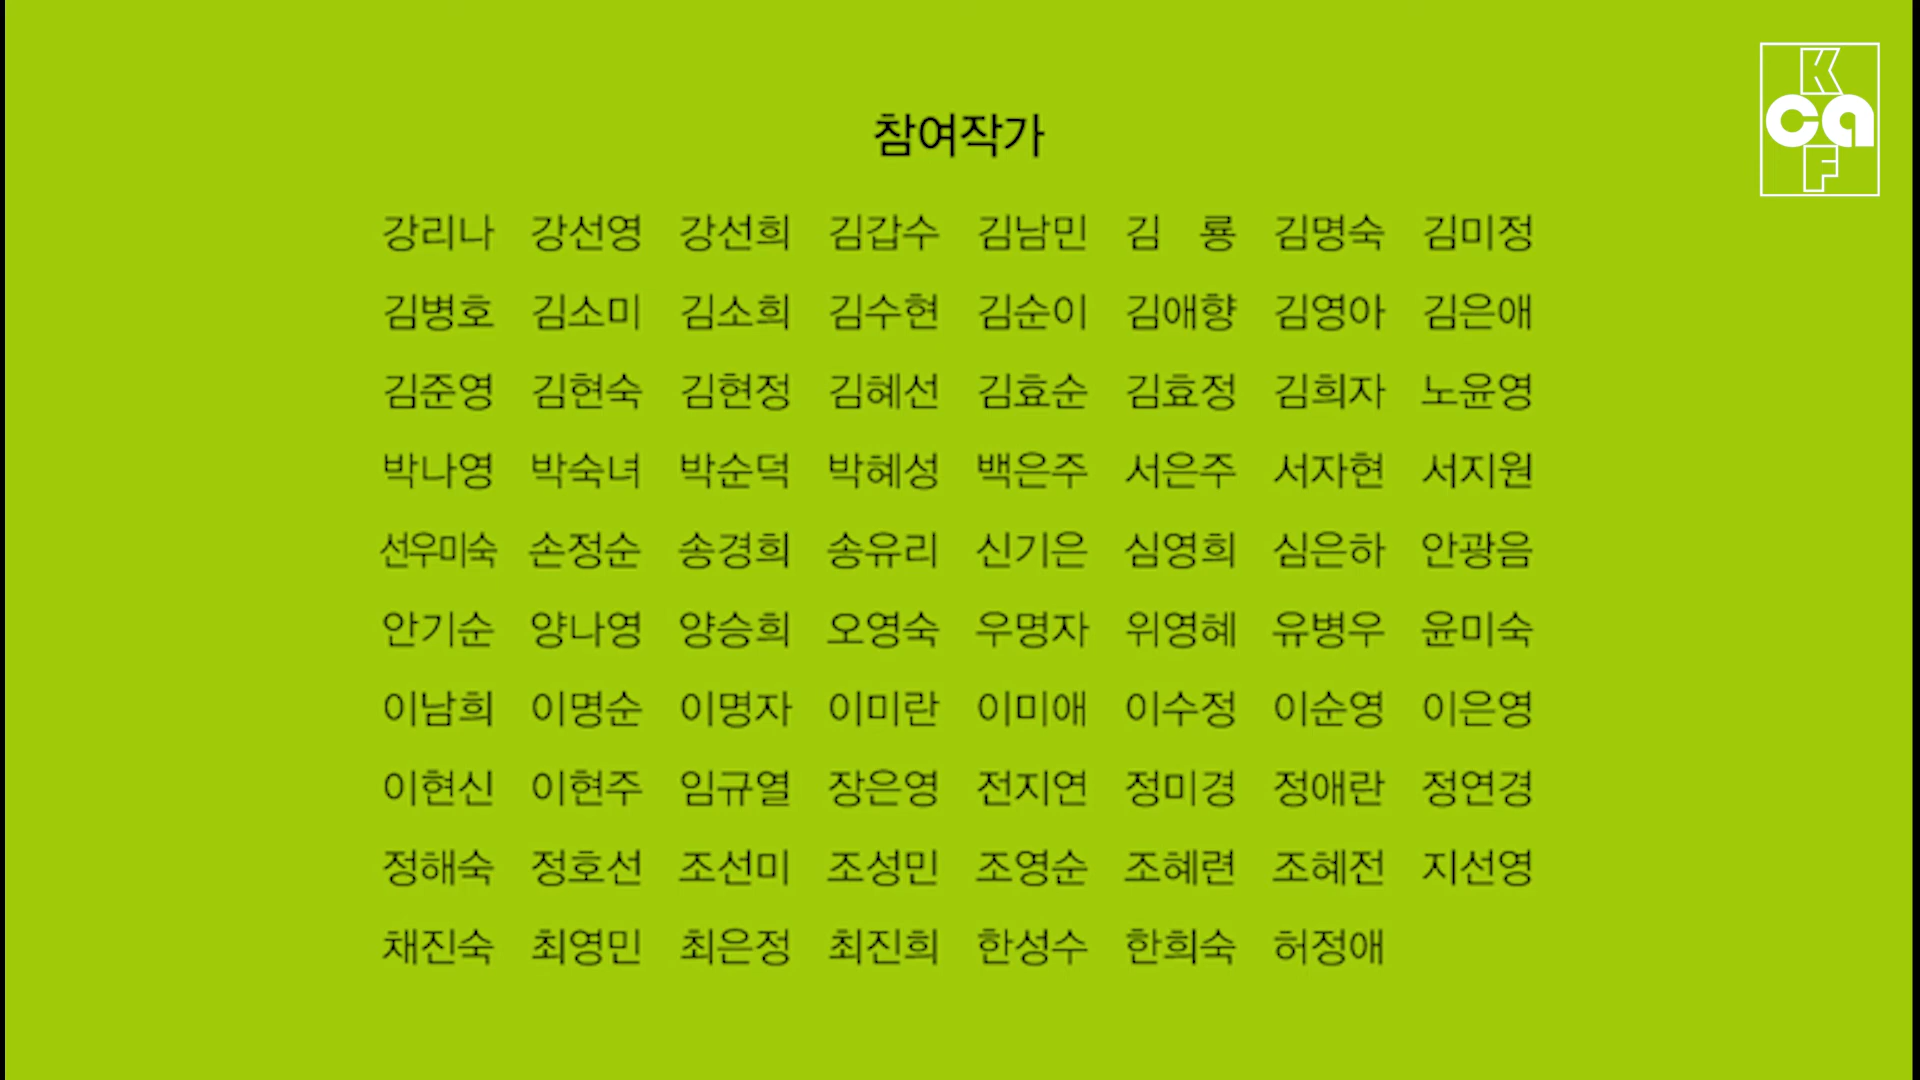 참여작가
강리나 강선영 강선희 김갑수 김남민 김 룡 김명숙 김미정
김병호 김소미 김소희 김수현 김순이 김애향 김영아 김은애
김준영 김현숙 김현정 김혜선 김효순 김효정 김희자 노윤영
박나영 박숙녀 박순덕 박혜성 백은주 서은주 서자현 서지원
선우미숙 손정순 송경희 송유리 신기은 심영희 심은하 안광음
안기순 양나영 양승희 오영숙 우명자 위영혜 유병우 윤미숙
이남희 이명순 이명자 이미란 이미애 이수정 이순영 이은영
이현신 이현주 임규열 장은영 전지연 정미경 정애란 정연경
정해숙 정호선 조선미 조성민 조영순 조혜련 조혜전 지선영
채진숙 최영민 최은정 최진희 한성수 한희숙 허정애
K
ca
F